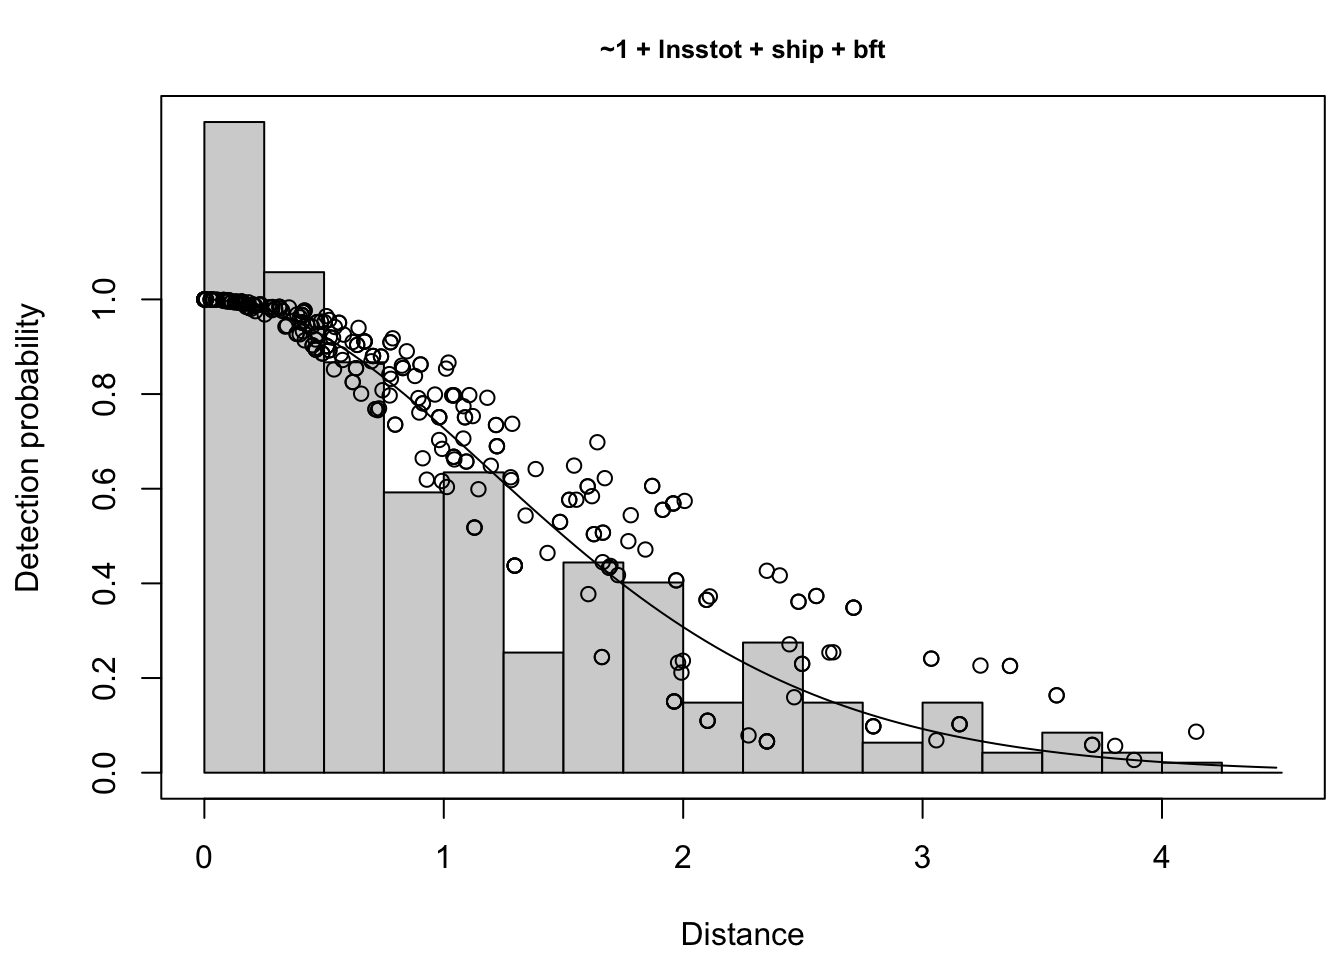 ~1 + lnsstot + ship + bft
Detection probability
1.0
0.8
0.6
0.4
0.2
0.0
0 1 2 3 4
Distance